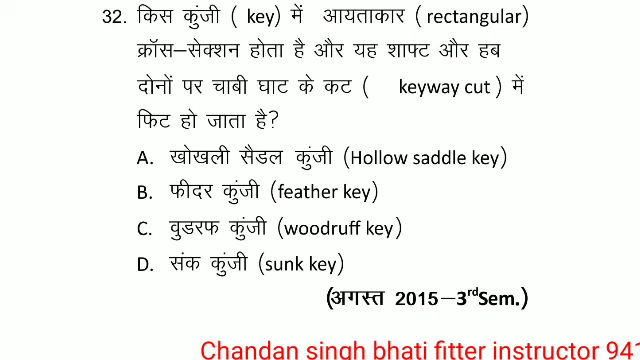 32. किस कुंजी ( key) में आयताकार (rectangular)
क्रॉस-सेक्शन होता है और यह शाफ्ट और हब
दोनों पर चाबी घाट के कट ( keyway cut) में
फिट हो जाता है?
A. खोखली सैडल कुंजी (Hollow saddle key)
B. फीदर कुंजी (feather key)
C. वुडरफ कुंजी (woodruff key)
D. संक कुंजी (sunk key)
(अगस्त 2015-3rdSem.)
Chandan singh bhati fitter instructor 941